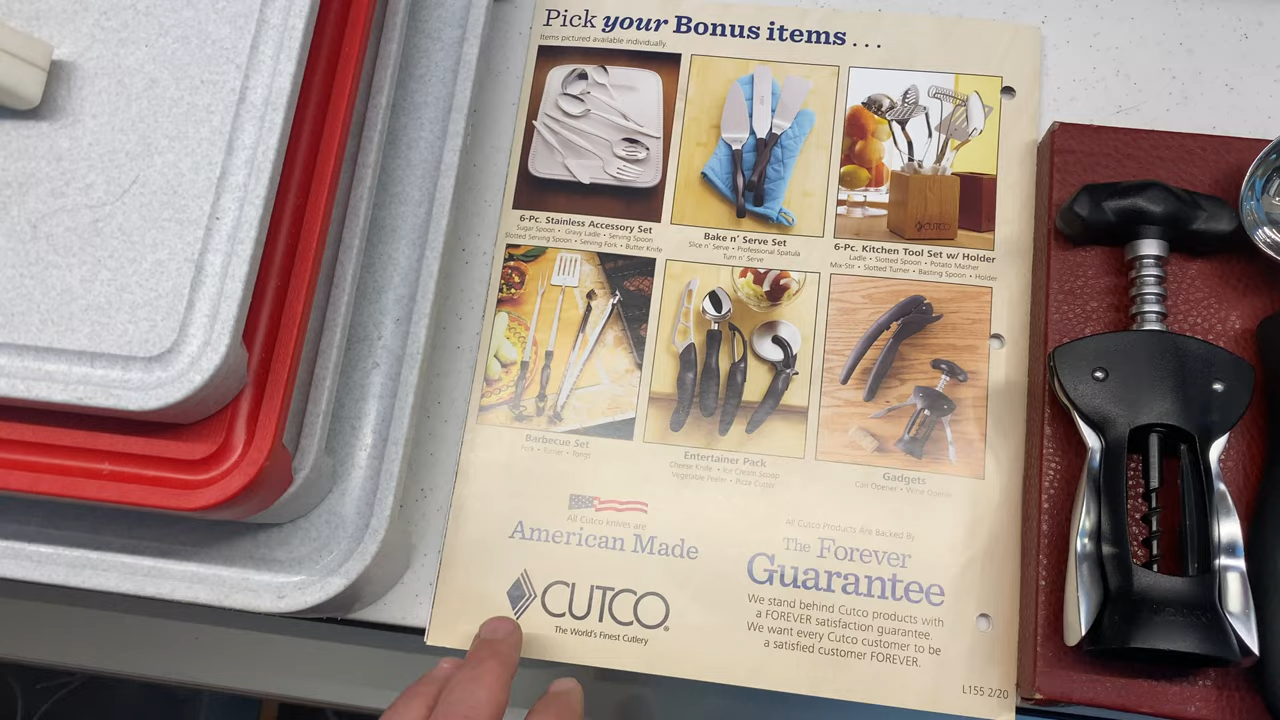 Pick your Bonus items...
Items pictured available individually.
6-Pc. Stainless Accessory Set
Sugar Spoon • Gravy Ladle • Serving Spoon
Slotted Serving Spoon • Serving Fork • Butter Knife
Bake n' Serve Set
Slice n' Serve • Professional Spatula
Turn n' Serve
CUTCO
6-Pc. Kitchen Tool Set w/ Holder
Ladle • Slotted Spoon • Potato Masher
Mix-Stir • Slotted Turner • Basting Spoon • Holder
Barbecue Set
Fork • Turner • Tongs
Entertainer Pack
Cheese Knife • Ice Cream Scoop
Vegetable Peeler • Pizza Cutter
Gadgets
Can Opener • Wine Opener
All Cutco knives are
American Made
CUTCO®
The World's Finest Cutlery
All Cutco Products Are Backed By
The Forever
Guarantee
We stand behind Cutco products with
a FOREVER satisfaction guarantee.
We want every Cutco customer to be
a satisfied customer FOREVER.
L155 2/20